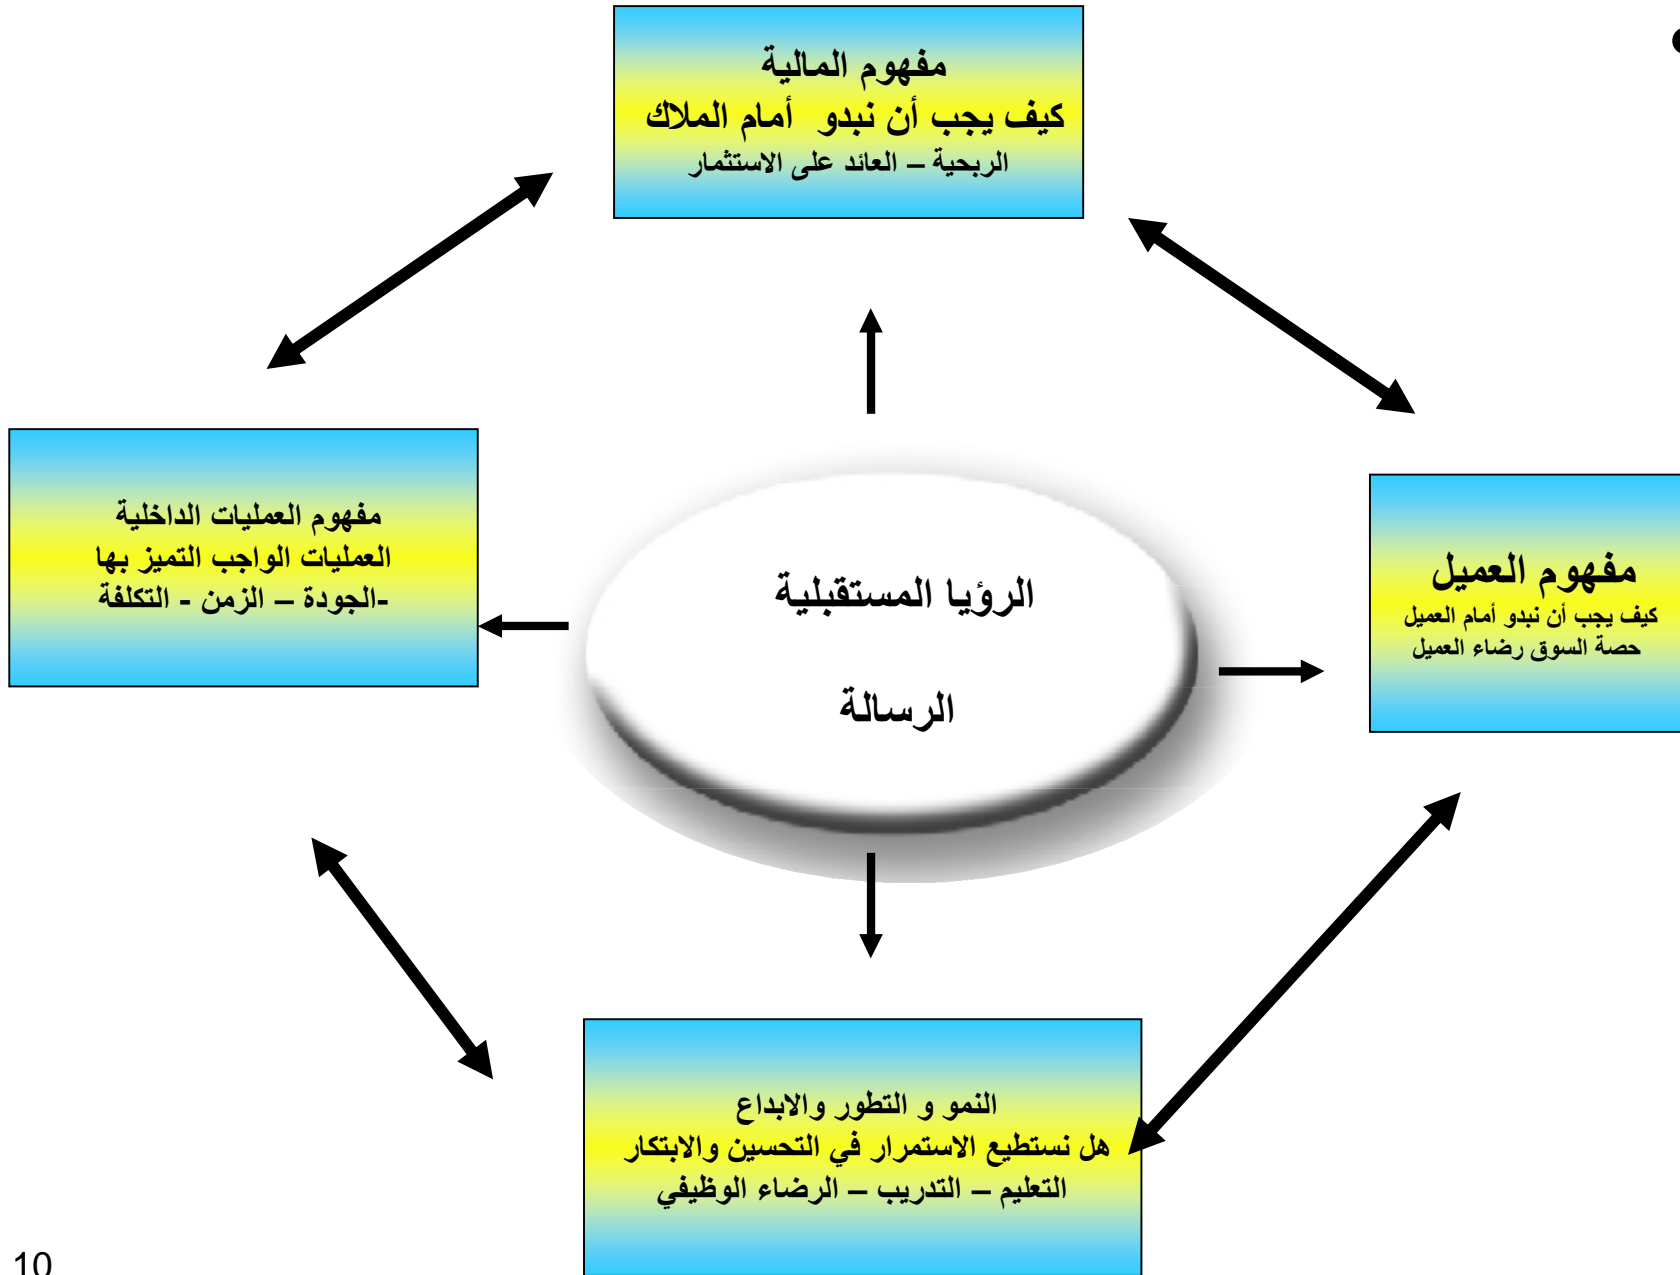 مفهوم المالية
كيف يجب أن نبدو أمام الملاك
الربحية – العائد على الاستثمار
مفهوم العميل
كيف يجب أن نبدو أمام العميل
حصة السوق رضاء العميل
الرؤيا المستقبلية
الرسالة
مفهوم العمليات الداخلية
العمليات الواجب التميز بها
-الجودة – الزمن - التكلفة
النمو و التطور والابداع
هل نستطيع الاستمرار في التحسين والابتكار
التعليم – التدريب – الرضاء الوظيفي
10